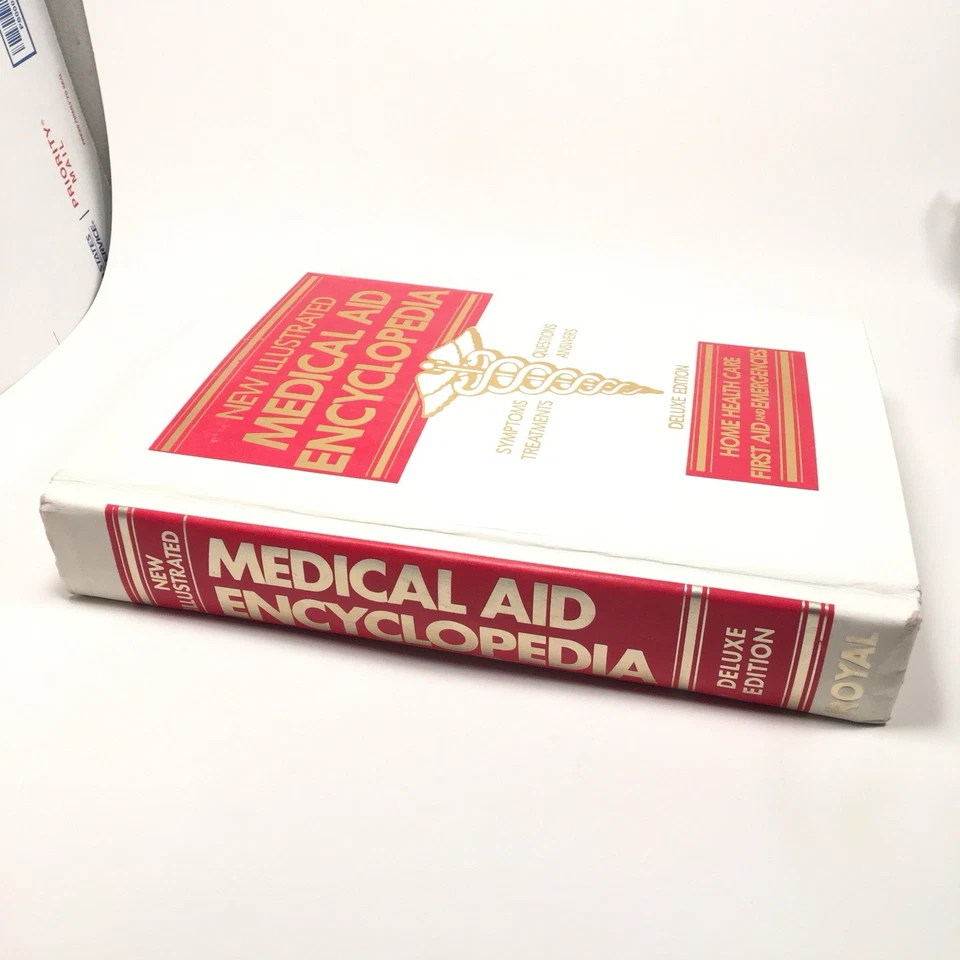 NEW ILLUSTRATED
MEDICAL AID
ENCYCLOPEDIA
SYMPTOMS
TREATMENTS
QUESTIONS
ANSWERS
DELUXE EDITION
HOME HEALTH CARE
FIRST AID AND EMERGENCIES
NEW
ILLUSTRATED
MEDICAL AID
ENCYCLOPEDIA
DELUXE
EDITION
ROYAL
PRIORITY®
MAIL